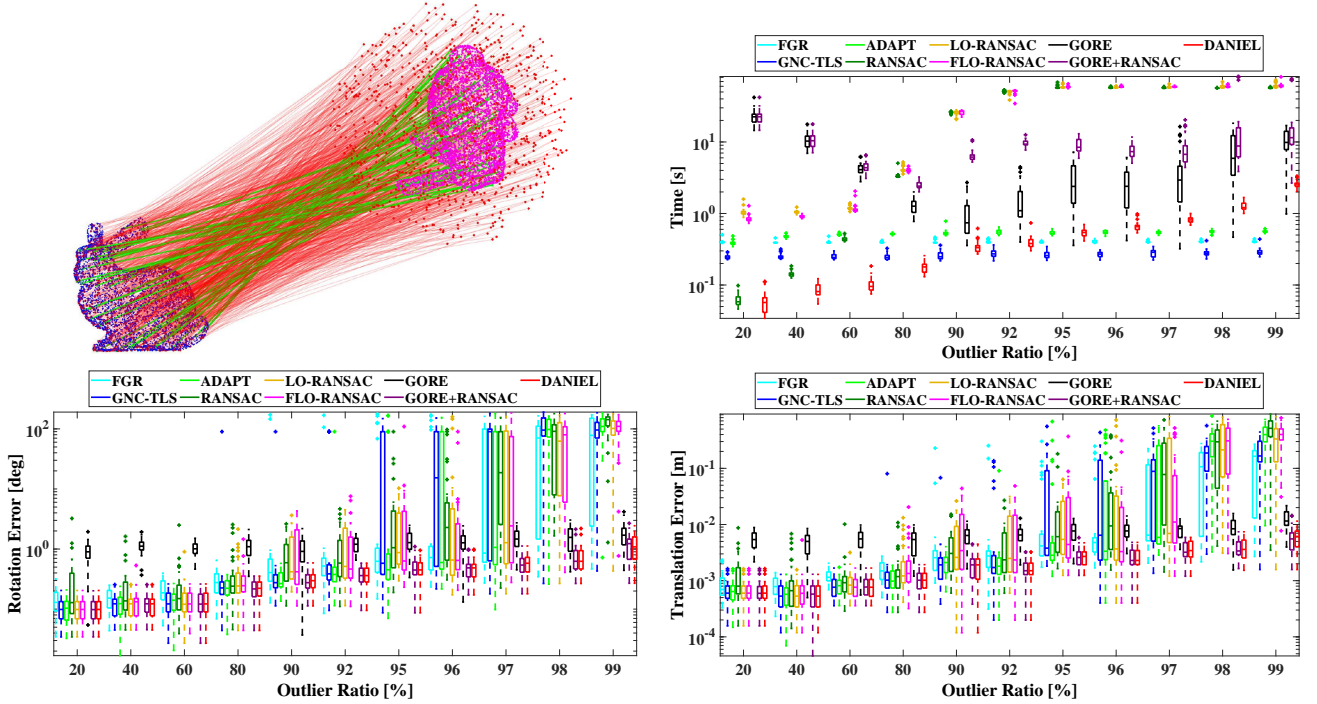 FGR ADAPT LO-RANSAC GORE DANIEL
GNC-TLS RANSAC FLO-RANSAC GORE+RANSAC
Time [s]
10^1
10^0
10^-1
20 40 60 80 90 92 95 96 97 98 99
Outlier Ratio [%]
FGR ADAPT LO-RANSAC GORE DANIEL
GNC-TLS RANSAC FLO-RANSAC GORE+RANSAC
Rotation Error [deg]
10^2
10^0
20 40 60 80 90 92 95 96 97 98 99
Outlier Ratio [%]
FGR ADAPT LO-RANSAC GORE DANIEL
GNC-TLS RANSAC FLO-RANSAC GORE+RANSAC
Translation Error [m]
10^-1
10^-2
10^-3
10^-4
20 40 60 80 90 92 95 96 97 98 99
Outlier Ratio [%]